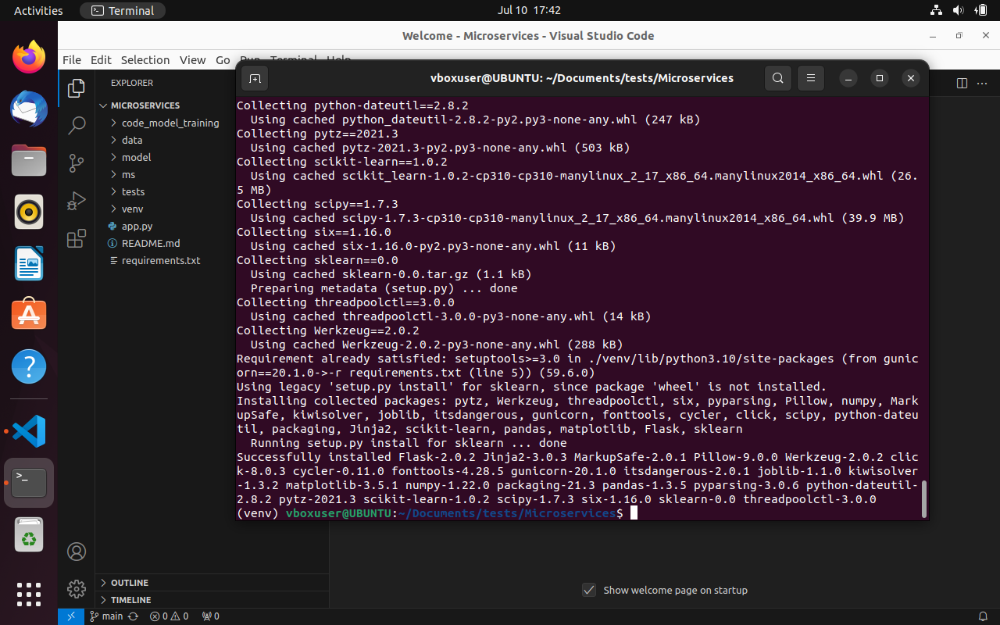 Activities
Terminal
Jul 10 17:42
Welcome - Microservices - Visual Studio Code
File Edit Selection View Go Run Terminal Help
EXPLORER
MICROSERVICES
code_model_training
data
model
ms
tests
venv
app.py
README.md
requirements.txt
OUTLINE
TIMELINE
vboxuser@UBUNTU: ~/Documents/tests/Microservices
Collecting python-dateutil==2.8.2
  Using cached python_dateutil-2.8.2-py2.py3-none-any.whl (247 kB)
Collecting pytz==2021.3
  Using cached pytz-2021.3-py2.py3-none-any.whl (503 kB)
Collecting scikit-learn==1.0.2
  Using cached scikit_learn-1.0.2-cp310-cp310-manylinux_2_17_x86_64.manylinux2014_x86_64.whl (26.
5 MB)
Collecting scipy==1.7.3
  Using cached scipy-1.7.3-cp310-cp310-manylinux_2_17_x86_64.manylinux2014_x86_64.whl (39.9 MB)
Collecting six==1.16.0
  Using cached six-1.16.0-py2.py3-none-any.whl (11 kB)
Collecting sklearn==0.0
  Using cached sklearn-0.0.tar.gz (1.1 kB)
  Preparing metadata (setup.py) ... done
Collecting threadpoolctl==3.0.0
  Using cached threadpoolctl-3.0.0-py3-none-any.whl (14 kB)
Collecting Werkzeug==2.0.2
  Using cached Werkzeug-2.0.2-py3-none-any.whl (288 kB)
Requirement already satisfied: setuptools>=3.0 in ./venv/lib/python3.10/site-packages (from gunic
orn==20.1.0->-r requirements.txt (line 5)) (59.6.0)
Using legacy 'setup.py install' for sklearn, since package 'wheel' is not installed.
Installing collected packages: pytz, Werkzeug, threadpoolctl, six, pyparsing, Pillow, numpy, Mark
upSafe, kiwisolver, joblib, itsdangerous, gunicorn, fonttools, cycler, click, scipy, python-dateu
til, packaging, Jinja2, scikit-learn, pandas, matplotlib, Flask, sklearn
  Running setup.py install for sklearn ... done
Successfully installed Flask-2.0.2 Jinja2-3.0.3 MarkupSafe-2.0.1 Pillow-9.0.0 Werkzeug-2.0.2 clic
k-8.0.3 cycler-0.11.0 fonttools-4.28.5 gunicorn-20.1.0 itsdangerous-2.0.1 joblib-1.1.0 kiwisolver
-1.3.2 matplotlib-3.5.1 numpy-1.22.0 packaging-21.3 pandas-1.3.5 pyparsing-3.0.6 python-dateutil-
2.8.2 pytz-2021.3 scikit-learn-1.0.2 scipy-1.7.3 six-1.16.0 sklearn-0.0 threadpoolctl-3.0.0
(venv) vboxuser@UBUNTU:~/Documents/tests/Microservices$
Show welcome page on startup
main 0 0 0